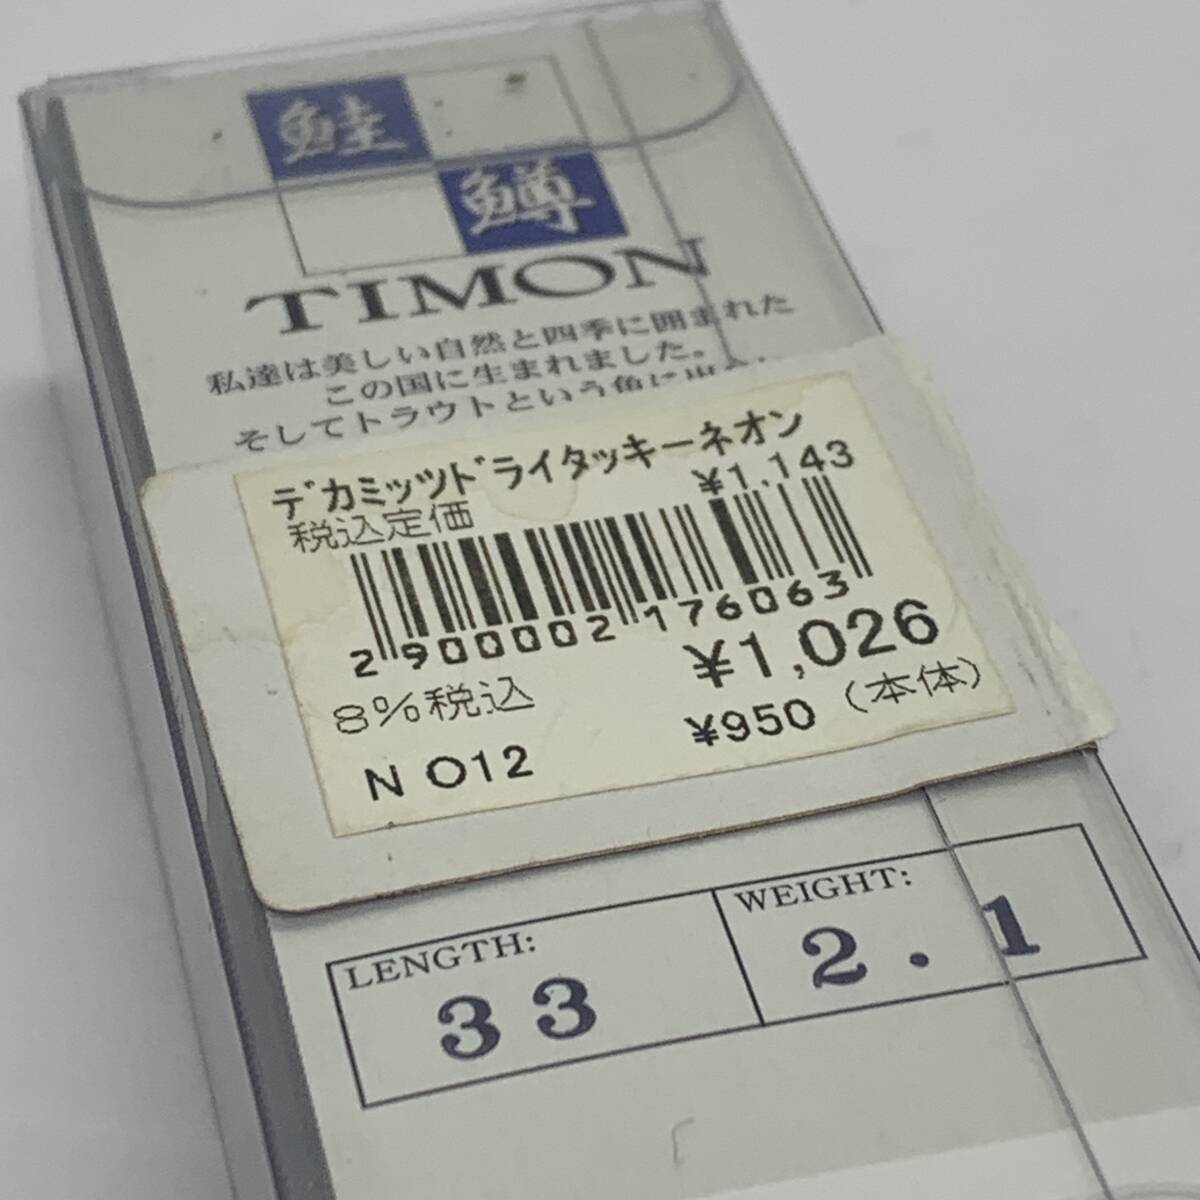 鮭
鱒
TIMON
私達は美しい自然と四季に囲まれた
この国に生まれました。
そしてトラウトという魚に出会い
デカミッツドライタッキーネオン
税込定価 ¥1,143
2900002176063
8%税込 ¥1,026
N 012 ¥950 (本体)
LENGTH: WEIGHT:
33 2.1